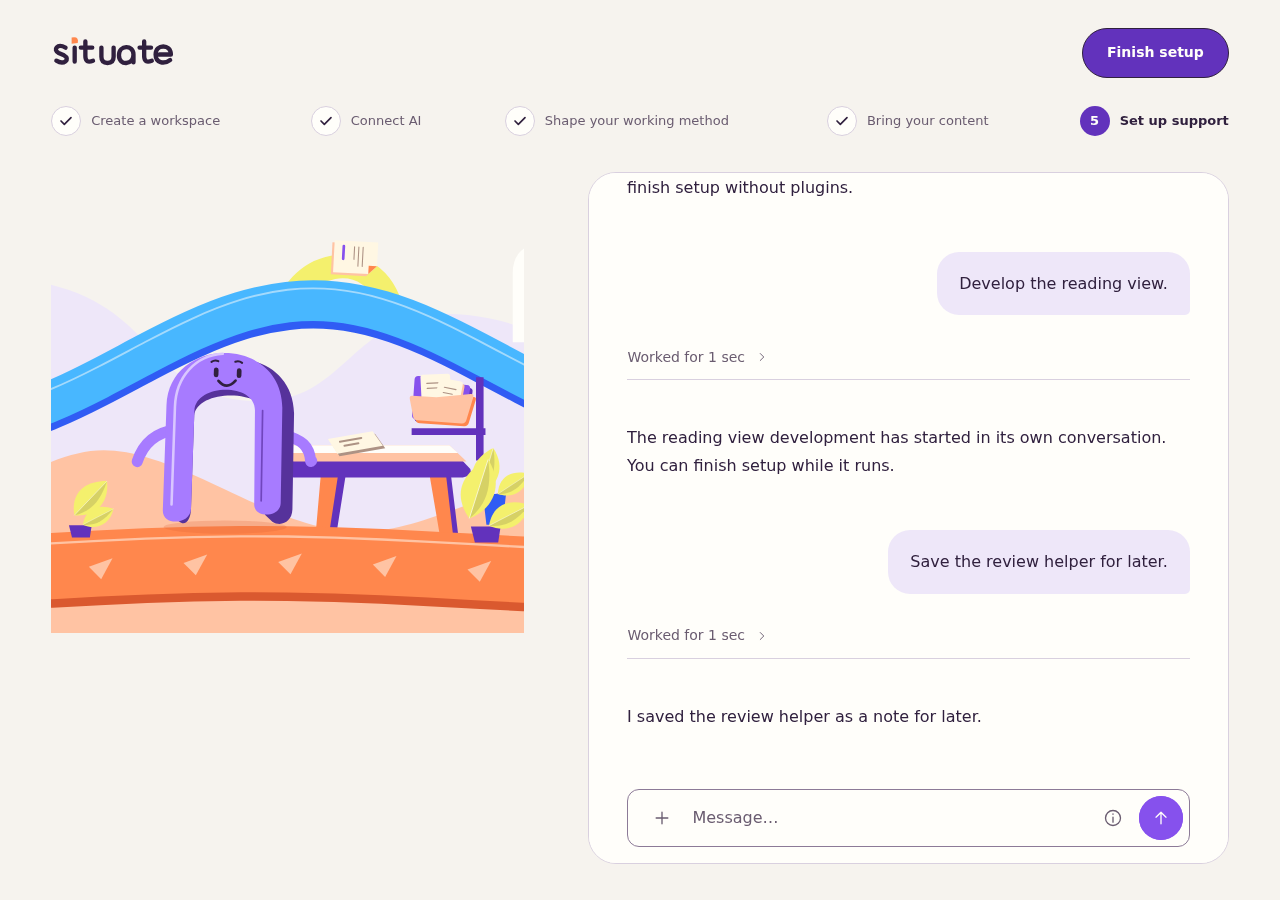 situate
Finish setup
Create a workspace
Connect AI
Shape your working method
Bring your content
5 Set up support
finish setup without plugins.
Develop the reading view.
Worked for 1 sec
The reading view development has started in its own conversation.
You can finish setup while it runs.
Save the review helper for later.
Worked for 1 sec
I saved the review helper as a note for later.
Message…